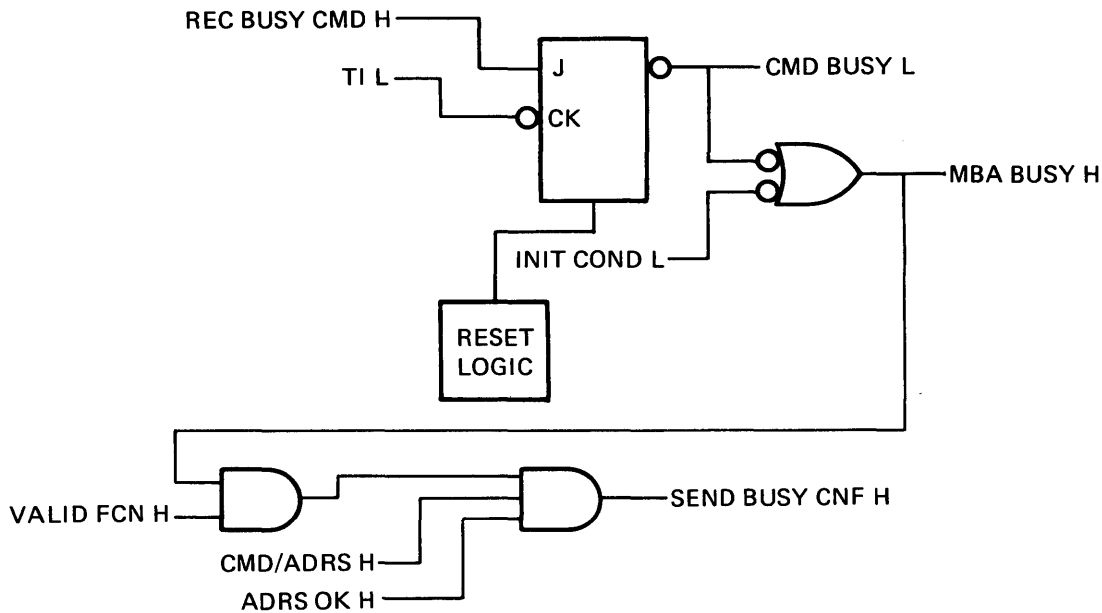 REC BUSY CMD H
J
CMD BUSY L
TI L
CK
MBA BUSY H
INIT COND L
RESET
LOGIC
VALID FCN H
SEND BUSY CNF H
CMD/ADRS H
ADRS OK H